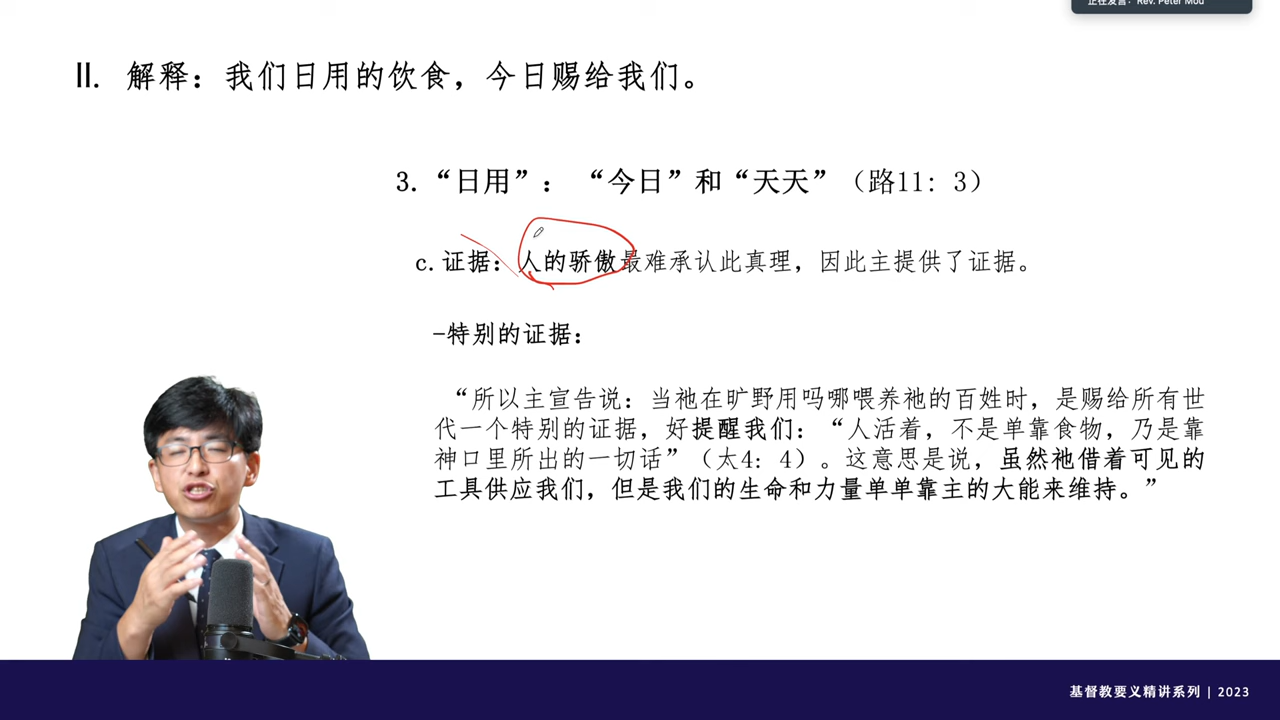 正在发言: Rev. Peter Mou
II. 解释：我们日用的饮食，今日赐给我们。
3.“日用”：“今日”和“天天”（路11: 3）
c.证据：人的骄傲最难承认此真理，因此主提供了证据。
-特别的证据：
“所以主宣告说：当祂在旷野用吗哪喂养祂的百姓时，是赐给所有世
代一个特别的证据，好提醒我们：“人活着，不是单靠食物，乃是靠
神口里所出的一切话”（太4: 4）。这意思是说，虽然祂借着可见的
工具供应我们，但是我们的生命和力量单单靠主的大能来维持。”
基督教要义精讲系列 | 2023